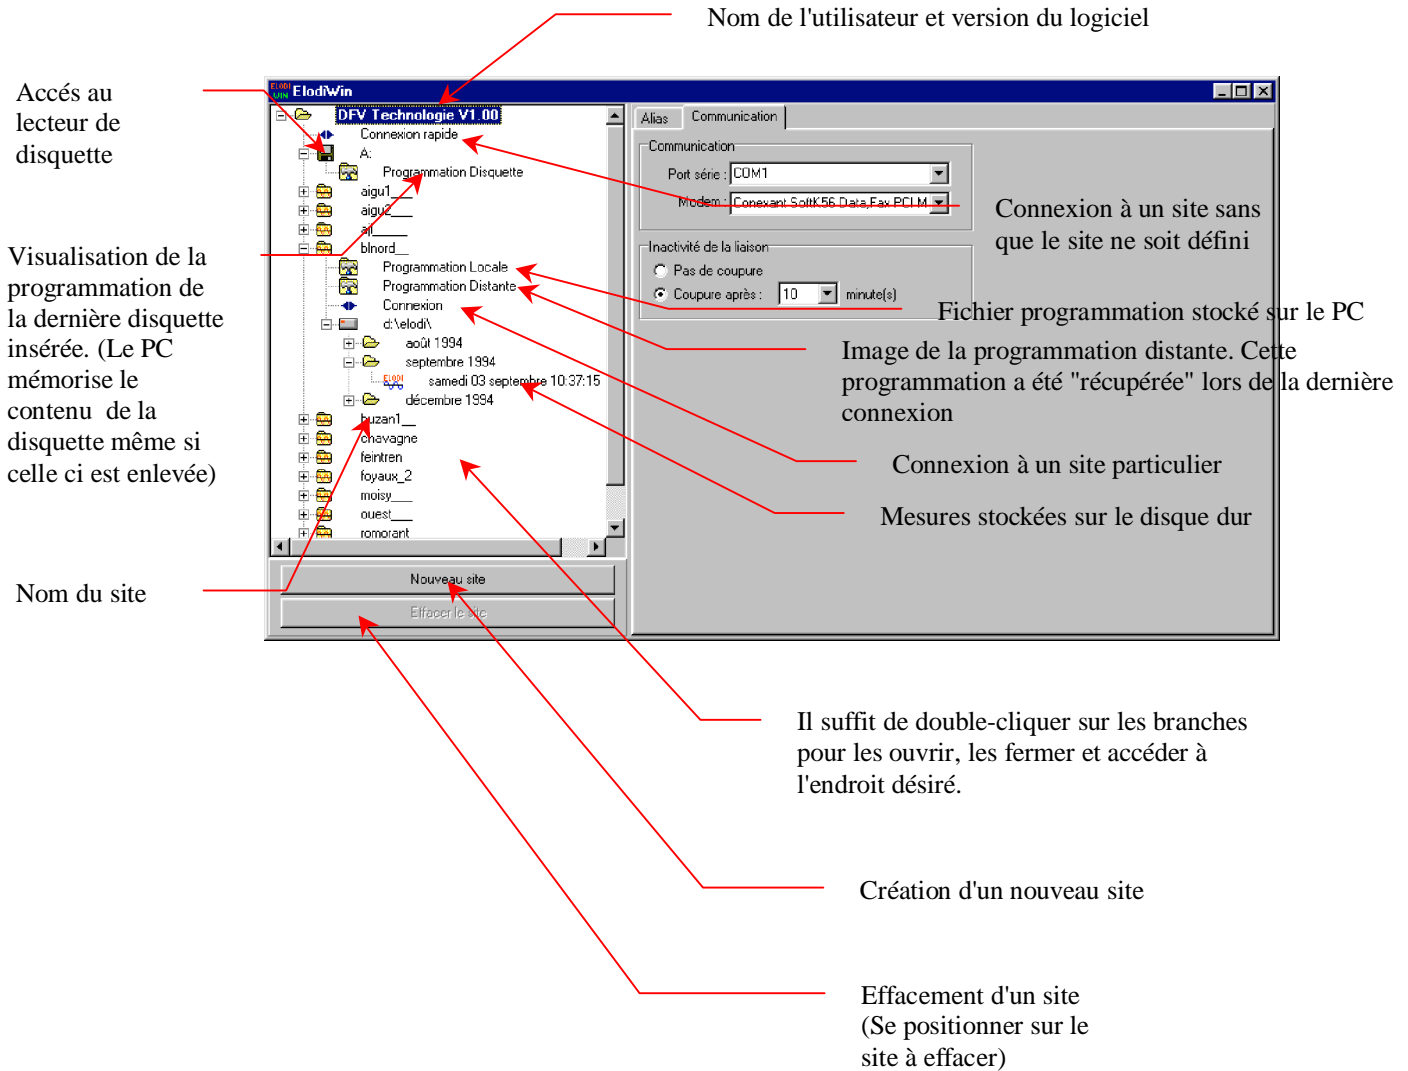 Nom de l'utilisateur et version du logiciel
Accés au
lecteur de
disquette
Visualisation de la
programmation de
la dernière disquette
insérée. (Le PC
mémorise le
contenu de la
disquette même si
celle ci est enlevée)
Nom du site
ELODI
WIN
ElodiWin
DFV Technologie V1.00
Connexion rapide
A:
Programmation Disquette
aigu1___
aigu2___
ajl_____
blnord__
Programmation Locale
Programmation Distante
Connexion
d:\elodi\
août 1994
septembre 1994
ELODI
samedi 03 septembre 10:37:15
décembre 1994
buzan1__
chavagne
feintren
foyaux_2
moisy___
ouest___
romorant
Nouveau site
Effacer le site
Alias
Communication
Communication
Port série :
COM1
Modem :
Conexant SoftK56 Data,Fax PCI M
Inactivité de la liaison
Pas de coupure
Coupure après :
10
minute(s)
Connexion à un site sans
que le site ne soit défini
Fichier programmation stocké sur le PC
Image de la programmation distante. Cette
programmation a été "récupérée" lors de la dernière
connexion
Connexion à un site particulier
Mesures stockées sur le disque dur
Il suffit de double-cliquer sur les branches
pour les ouvrir, les fermer et accéder à
l'endroit désiré.
Création d'un nouveau site
Effacement d'un site
(Se positionner sur le
site à effacer)